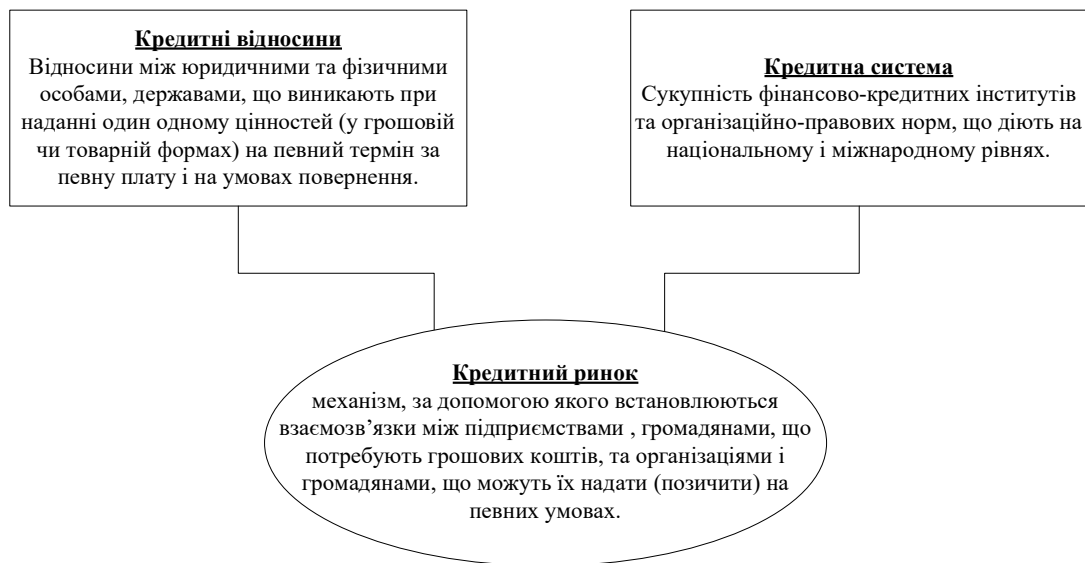 Кредитні відносини
Відносини між юридичними та фізичними
особами, державами, що виникають при
наданні один одному цінностей (у грошовій
чи товарній формах) на певний термін за
певну плату і на умовах повернення.
Кредитна система
Сукупність фінансово-кредитних інститутів
та організаційно-правових норм, що діють на
національному і міжнародному рівнях.
Кредитний ринок
механізм, за допомогою якого встановлюються
взаємозв’язки між підприємствами , громадянами, що
потребують грошових коштів, та організаціями і
громадянами, що можуть їх надати (позичити) на
певних умовах.